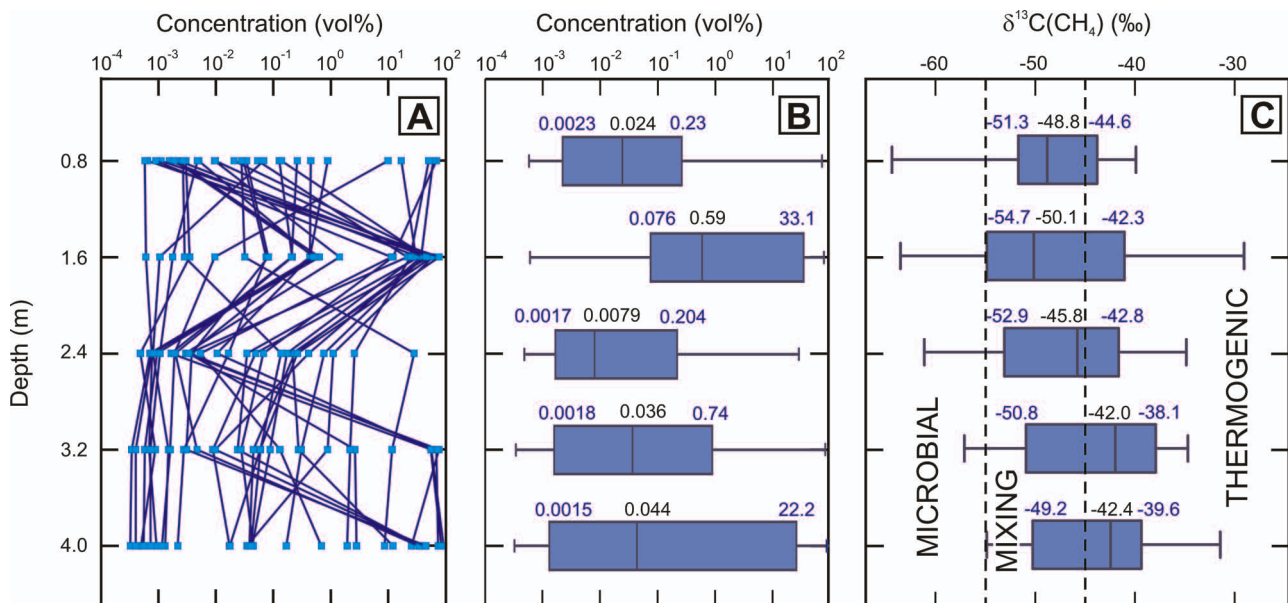 Concentration (vol%) Concentration (vol%) δ¹³C(CH₄) (‰)
10⁻⁴ 10⁻³ 10⁻² 10⁻¹ 10⁰ 10¹ 10² 10⁻³ 10⁻² 10⁻¹ 10⁰ 10¹ 10² -60 -50 -40 -30
A B C
0.0023 0.024 0.23 -51.3 -48.8 -44.6
0.8
0.076 0.59 33.1 -54.7 -50.1 -42.3
1.6
0.0017 0.0079 0.204 -52.9 -45.8 -42.8
2.4
0.0018 0.036 0.74 -50.8 -42.0 -38.1
3.2
0.0015 0.044 22.2 -49.2 -42.4 -39.6
4.0
Depth (m)
MICROBIAL
MIXING
THERMOGENIC